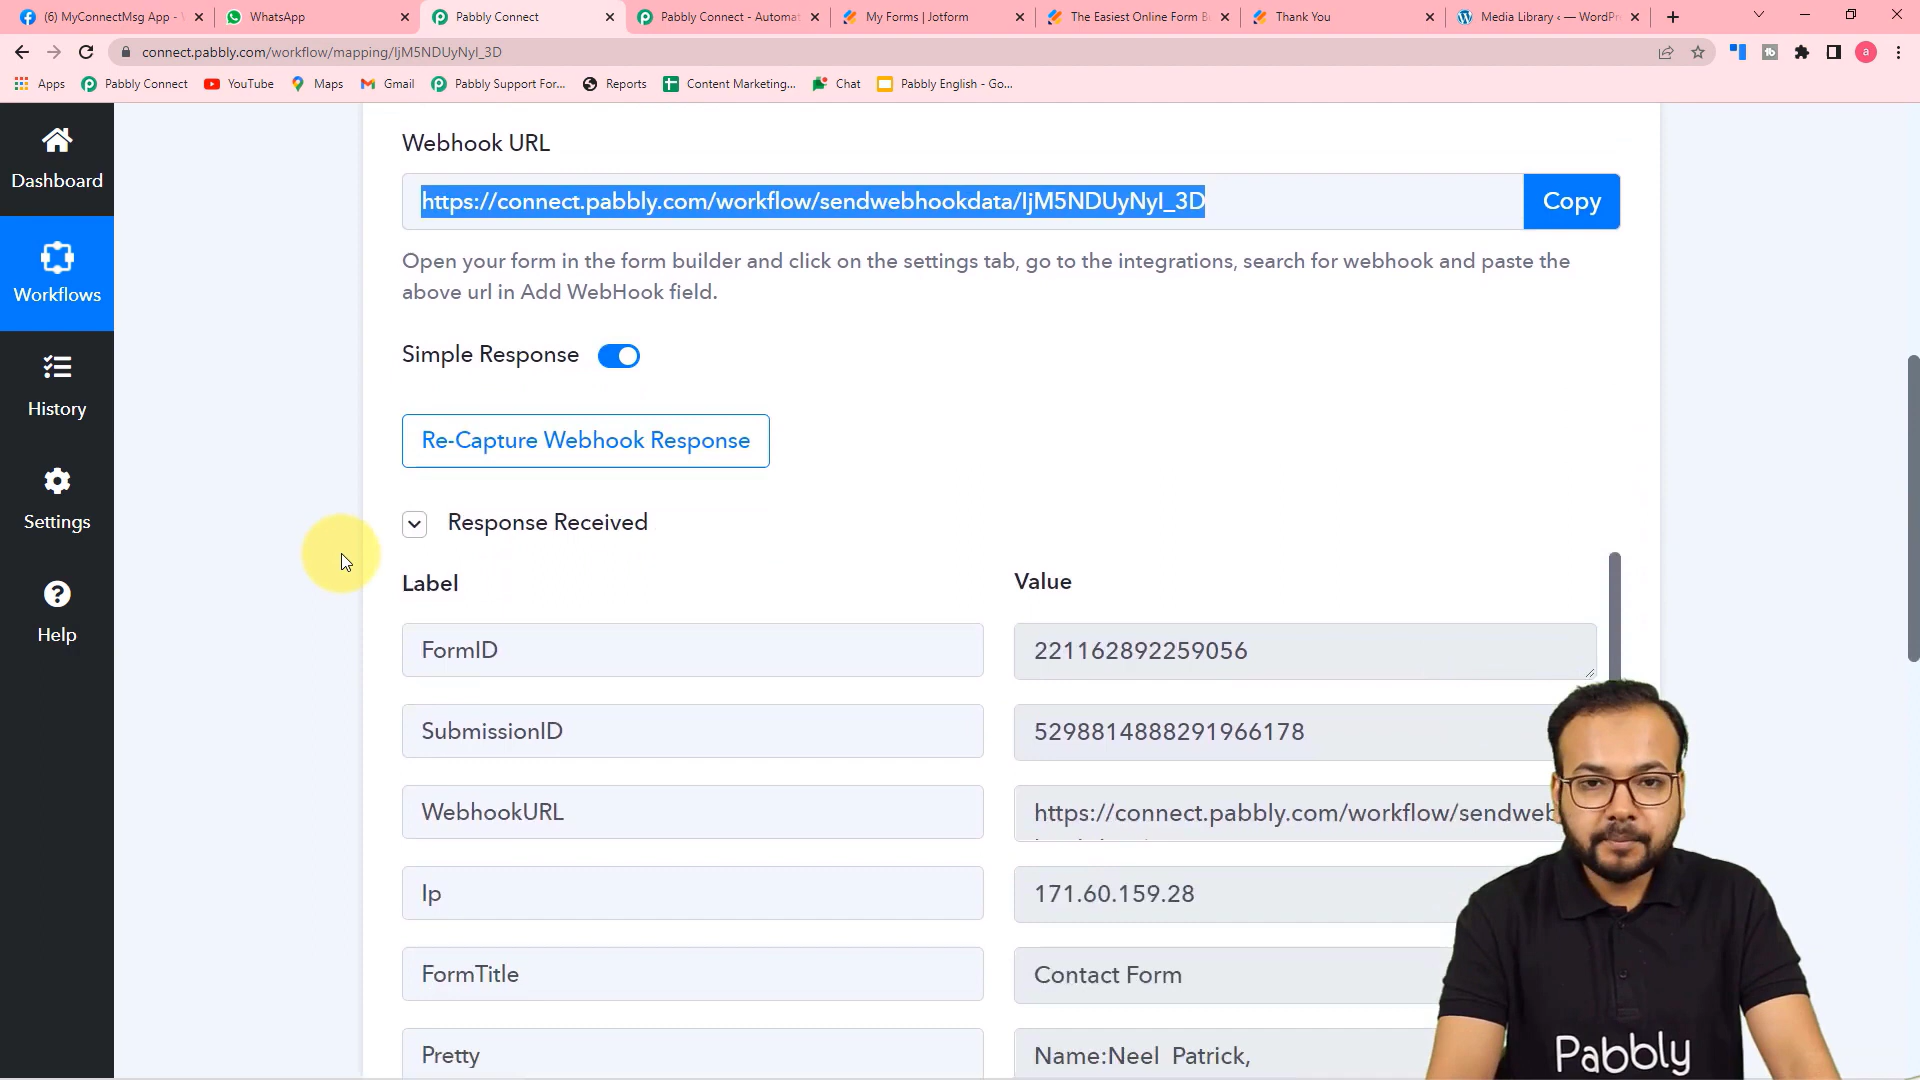 (6) MyConnectMsg App -
WhatsApp
Pabbly Connect
Pabbly Connect - Automat
My Forms | Jotform
The Easiest Online Form B
Thank You
Media Library ‹ — WordPr
connect.pabbly.com/workflow/mapping/IjM5NDUyNyI_3D
a
Apps
Pabbly Connect
YouTube
Maps
Gmail
Pabbly Support For...
Reports
Content Marketing...
Chat
Pabbly English - Go...
Dashboard
Workflows
History
Settings
Help
Webhook URL
https://connect.pabbly.com/workflow/sendwebhookdata/IjM5NDUyNyI_3D
Copy
Open your form in the form builder and click on the settings tab, go to the integrations, search for webhook and paste the
above url in Add WebHook field.
Simple Response
Re-Capture Webhook Response
Response Received
Label
Value
FormID
221162892259056
SubmissionID
5298814888291966178
WebhookURL
https://connect.pabbly.com/workflow/sendweb
Ip
171.60.159.28
FormTitle
Contact Form
Pretty
Name:Neel Patrick,
Pabbly